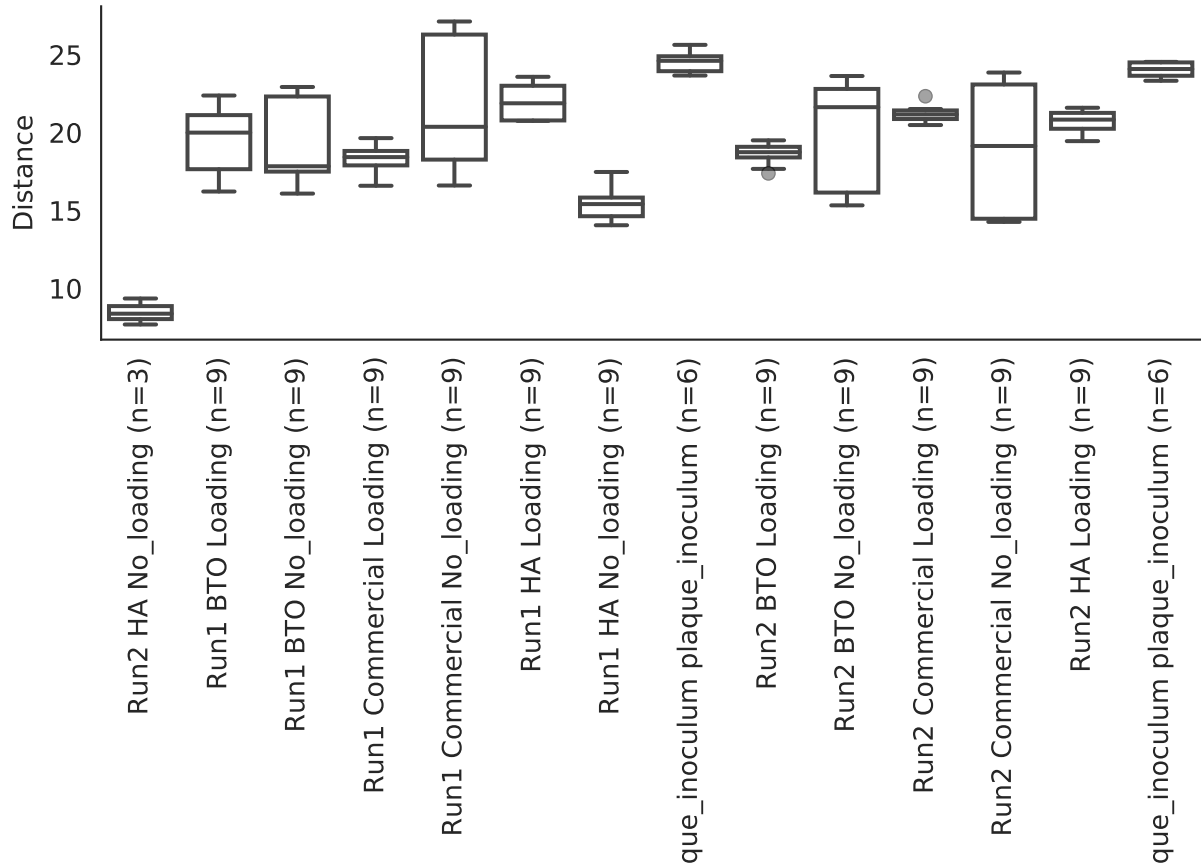 Distance
25
20
15
10
Run2 HA No_loading (n=3)
Run1 BTO Loading (n=9)
Run1 BTO No_loading (n=9)
Run1 Commercial Loading (n=9)
Run1 Commercial No_loading (n=9)
Run1 HA Loading (n=9)
Run1 HA No_loading (n=9)
que_inoculum plaque_inoculum (n=6)
Run2 BTO Loading (n=9)
Run2 BTO No_loading (n=9)
Run2 Commercial Loading (n=9)
Run2 Commercial No_loading (n=9)
Run2 HA Loading (n=9)
que_inoculum plaque_inoculum (n=6)